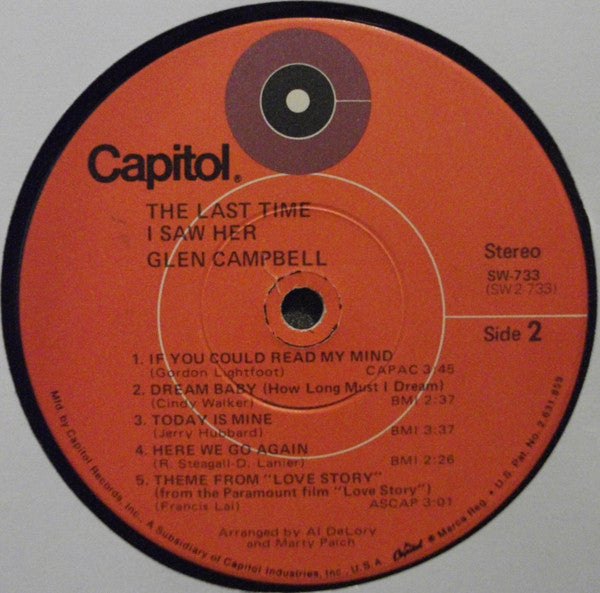 Capitol®
THE LAST TIME
I SAW HER
GLEN CAMPBELL
Stereo
SW-733
(SW2-733)
Side 2
1. IF YOU COULD READ MY MIND
(Gordon Lightfoot) CAPAC 3:45
2. DREAM BABY (How Long Must I Dream)
(Cindy Walker) BMI 2:37
3. TODAY IS MINE
(Jerry Hubbard) BMI 3:37
4. HERE WE GO AGAIN
(R. Steagall-D. Lanier) BMI 2:26
5. THEME FROM "LOVE STORY"
(from the Paramount film "Love Story")
(Francis Lai) ASCAP 3:01
Arranged by Al DeLory
and Marty Paich
Mfd. by Capitol Records, Inc., A Subsidiary of Capitol Industries, Inc., U.S.A. Capitol ® Marca Reg. • U.S. Pat. No. 2,631,859